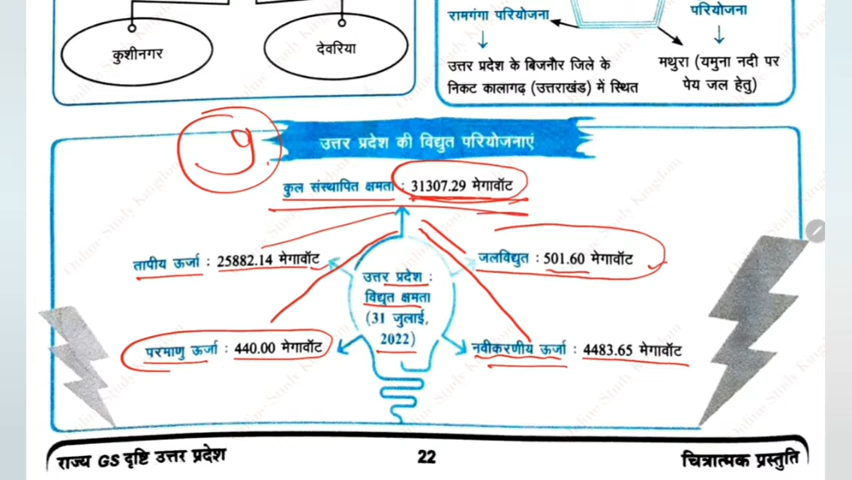 कुशीनगर
देवरिया
रामगंगा परियोजना
उत्तर प्रदेश के बिजनौर जिले के
निकट कालागढ़ (उत्तराखंड) में स्थित
परियोजना
मथुरा (यमुना नदी पर
पेय जल हेतु)
उत्तर प्रदेश की विद्युत परियोजनाएं
कुल संस्थापित क्षमता : 31307.29 मेगावॉट
तापीय ऊर्जा : 25882.14 मेगावॉट
जलविद्युत : 501.60 मेगावॉट
उत्तर प्रदेश :
विद्युत क्षमता
(31 जुलाई,
2022)
परमाणु ऊर्जा : 440.00 मेगावॉट
नवीकरणीय ऊर्जा : 4483.65 मेगावॉट
राज्य GS दृष्टि उत्तर प्रदेश
22
चित्रात्मक प्रस्तुति